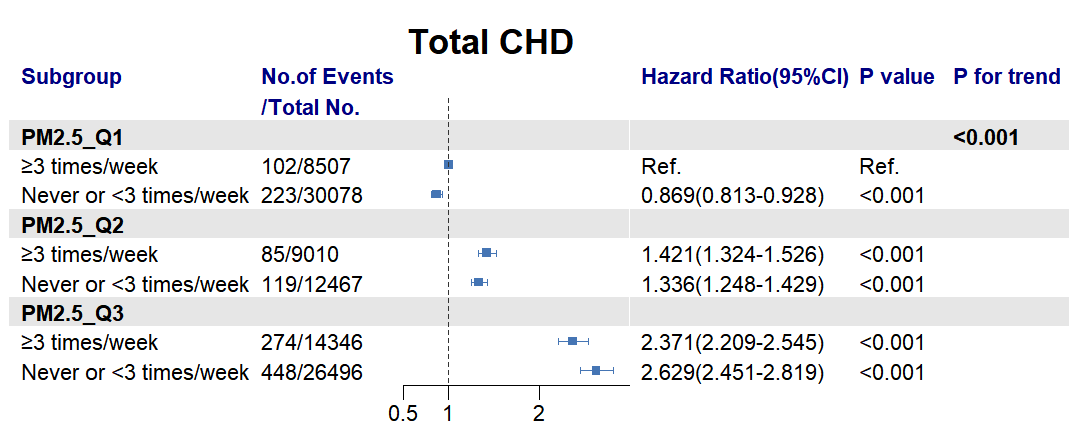 Total CHD
Subgroup No.of Events Hazard Ratio(95%CI) P value P for trend
/Total No.
PM2.5_Q1 <0.001
≥3 times/week 102/8507 Ref. Ref.
Never or <3 times/week 223/30078 0.869(0.813-0.928) <0.001
PM2.5_Q2
≥3 times/week 85/9010 1.421(1.324-1.526) <0.001
Never or <3 times/week 119/12467 1.336(1.248-1.429) <0.001
PM2.5_Q3
≥3 times/week 274/14346 2.371(2.209-2.545) <0.001
Never or <3 times/week 448/26496 2.629(2.451-2.819) <0.001
0.5 1 2